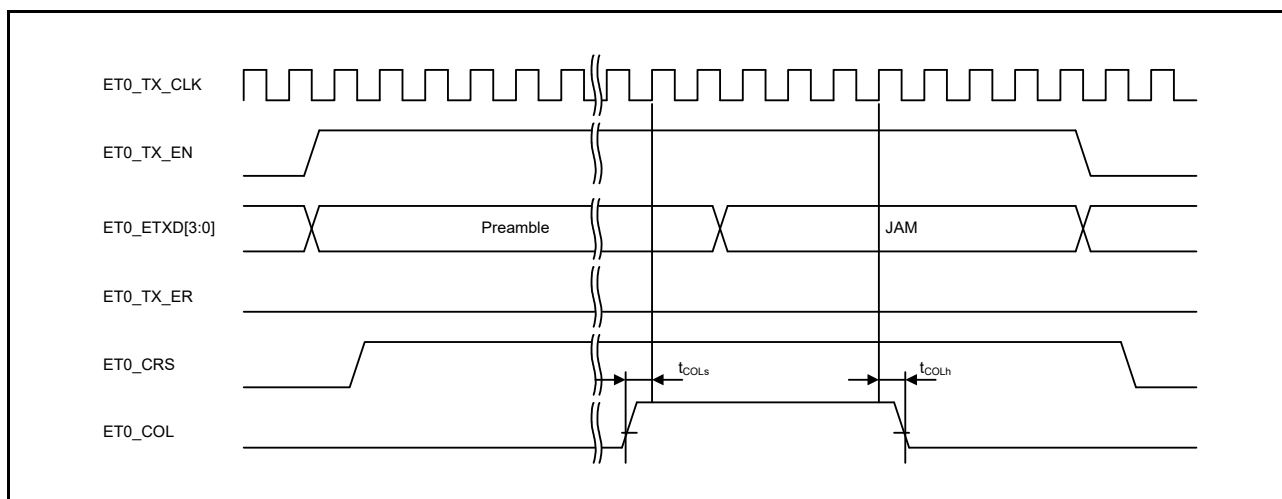 ET0_TX_CLK
ET0_TX_EN
ET0_ETXD[3:0]
Preamble
JAM
ET0_TX_ER
ET0_CRS
tCOLs
tCOLh
ET0_COL